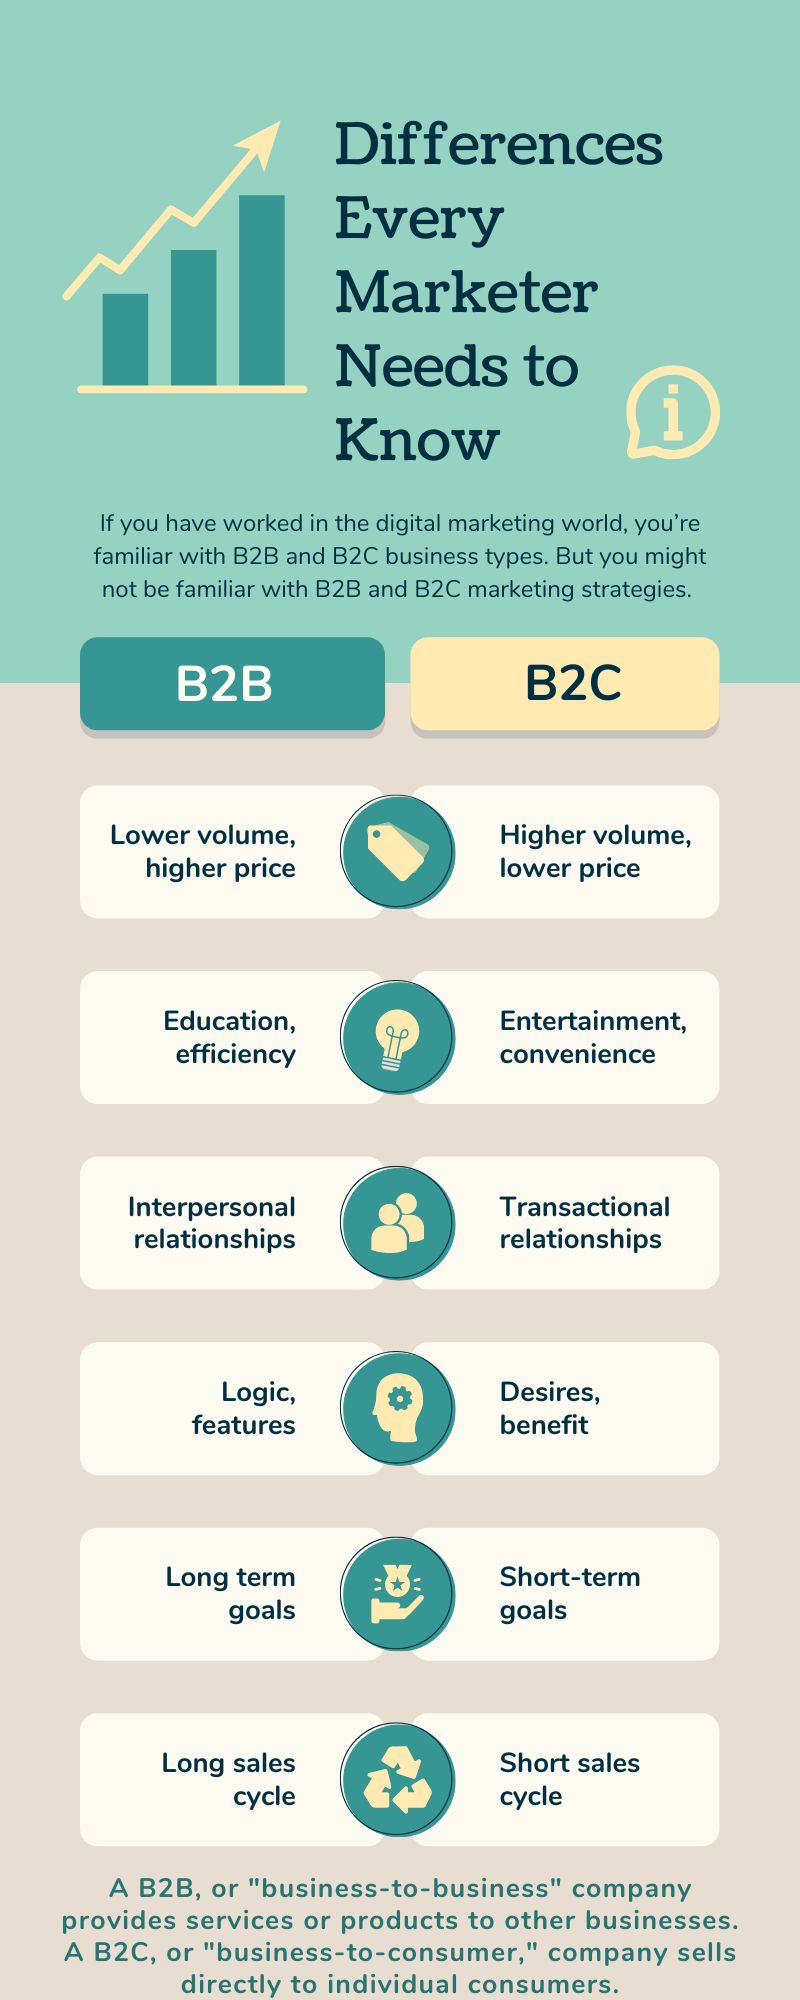 Differences
Every
Marketer
Needs to
Know
i
If you have worked in the digital marketing world, you’re
familiar with B2B and B2C business types. But you might
not be familiar with B2B and B2C marketing strategies.
B2B
B2C
Lower volume,
higher price
Higher volume,
lower price
Education,
efficiency
Entertainment,
convenience
Interpersonal
relationships
Transactional
relationships
Logic,
features
Desires,
benefit
Long term
goals
Short-term
goals
Long sales
cycle
Short sales
cycle
A B2B, or "business-to-business" company
provides services or products to other businesses.
A B2C, or "business-to-consumer," company sells
directly to individual consumers.